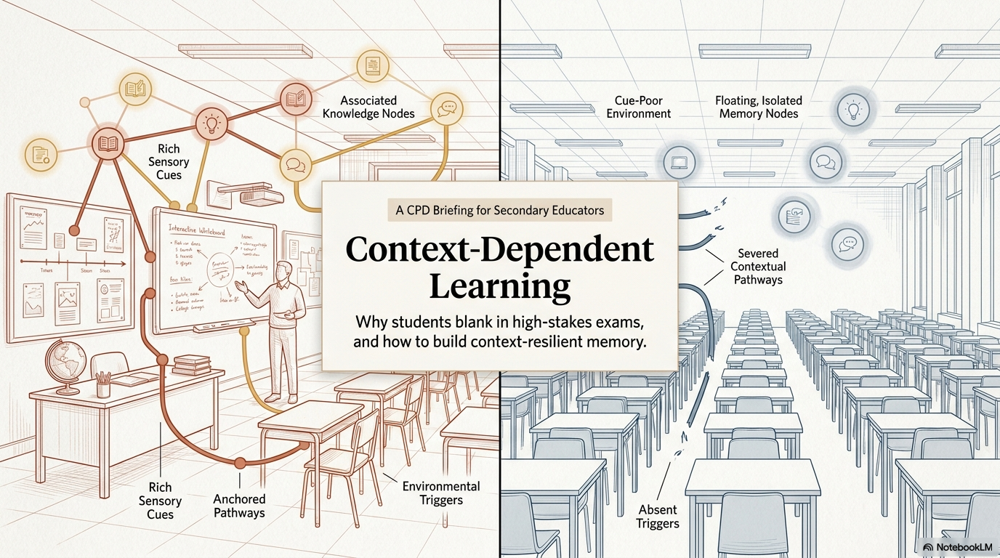 Associated
Knowledge Nodes
Rich
Sensory
Cues
Interactive Whiteboard
Cue-Poor
Environment
Floating, Isolated
Memory Nodes
A CPD Briefing for Secondary Educators
Context-Dependent
Learning
Why students blank in high-stakes exams,
and how to build context-resilient memory.
Severed
Contextual
Pathways
Rich
Sensory
Cues
Anchored
Pathways
Environmental
Triggers
Absent
Triggers
NotebookLM